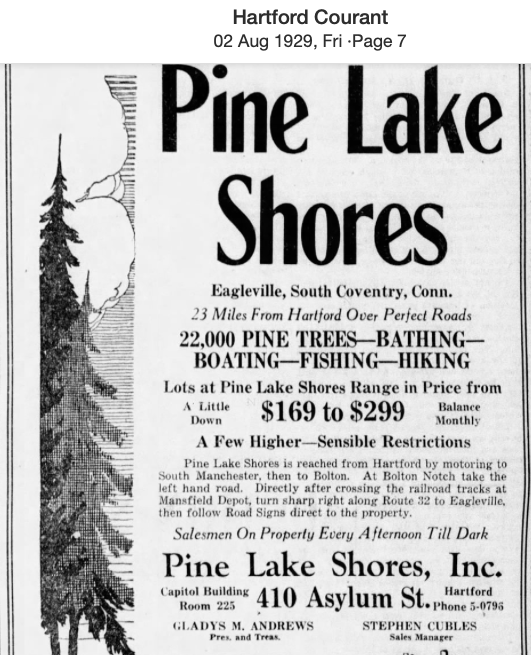 Hartford Courant
02 Aug 1929, Fri ·Page 7
Pine Lake
Shores
Eagleville, South Coventry, Conn.
23 Miles From Hartford Over Perfect Roads
22,000 PINE TREES—BATHING—
BOATING—FISHING—HIKING
Lots at Pine Lake Shores Range in Price from
A Little
Down
$169 to $299
Balance
Monthly
A Few Higher—Sensible Restrictions
Pine Lake Shores is reached from Hartford by motoring to
South Manchester, then to Bolton. At Bolton Notch take the
left hand road. Directly after crossing the railroad tracks at
Mansfield Depot, turn sharp right along Route 32 to Eagleville,
then follow Road Signs direct to the property.
Salesmen On Property Every Afternoon Till Dark
Pine Lake Shores, Inc.
Capitol Building
Room 225
410 Asylum St.
Hartford
Phone 5-0796
GLADYS M. ANDREWS
Pres. and Treas.
STEPHEN CUBLES
Sales Manager